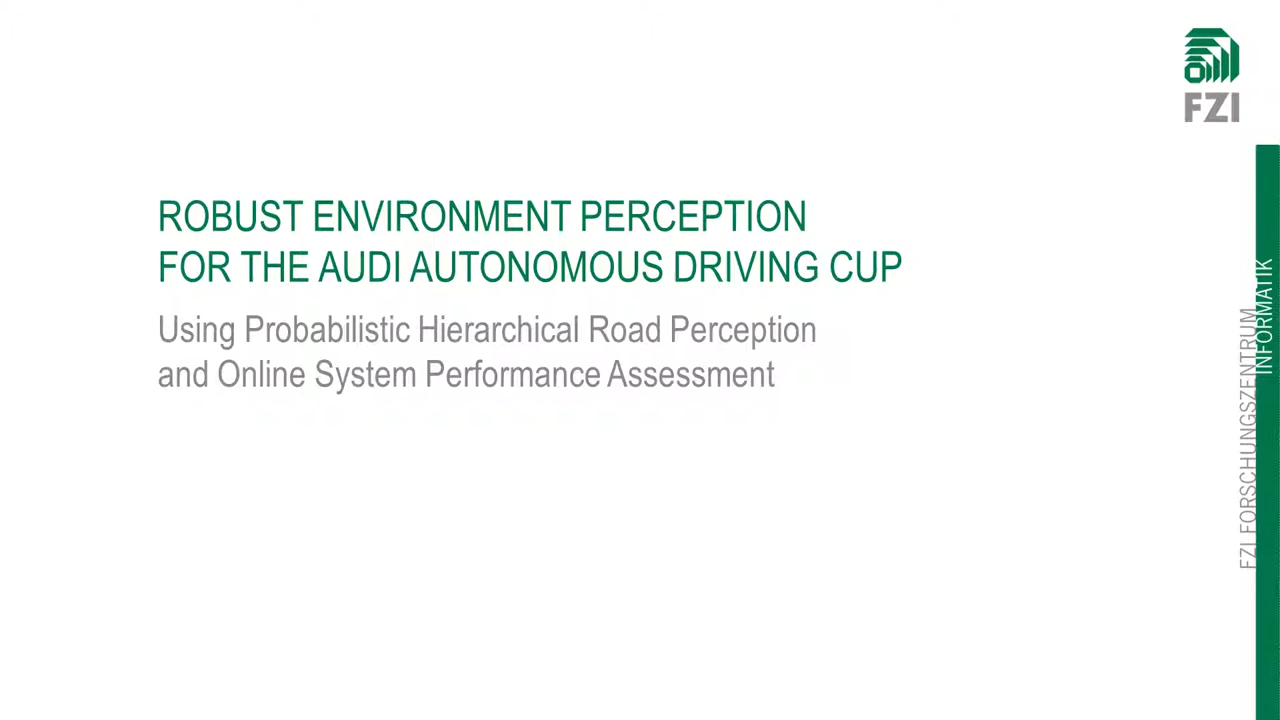 FZI
ROBUST ENVIRONMENT PERCEPTION
FOR THE AUDI AUTONOMOUS DRIVING CUP
Using Probabilistic Hierarchical Road Perception
and Online System Performance Assessment
FZI FORSCHUNGSZENTRUM
INFORMATIK